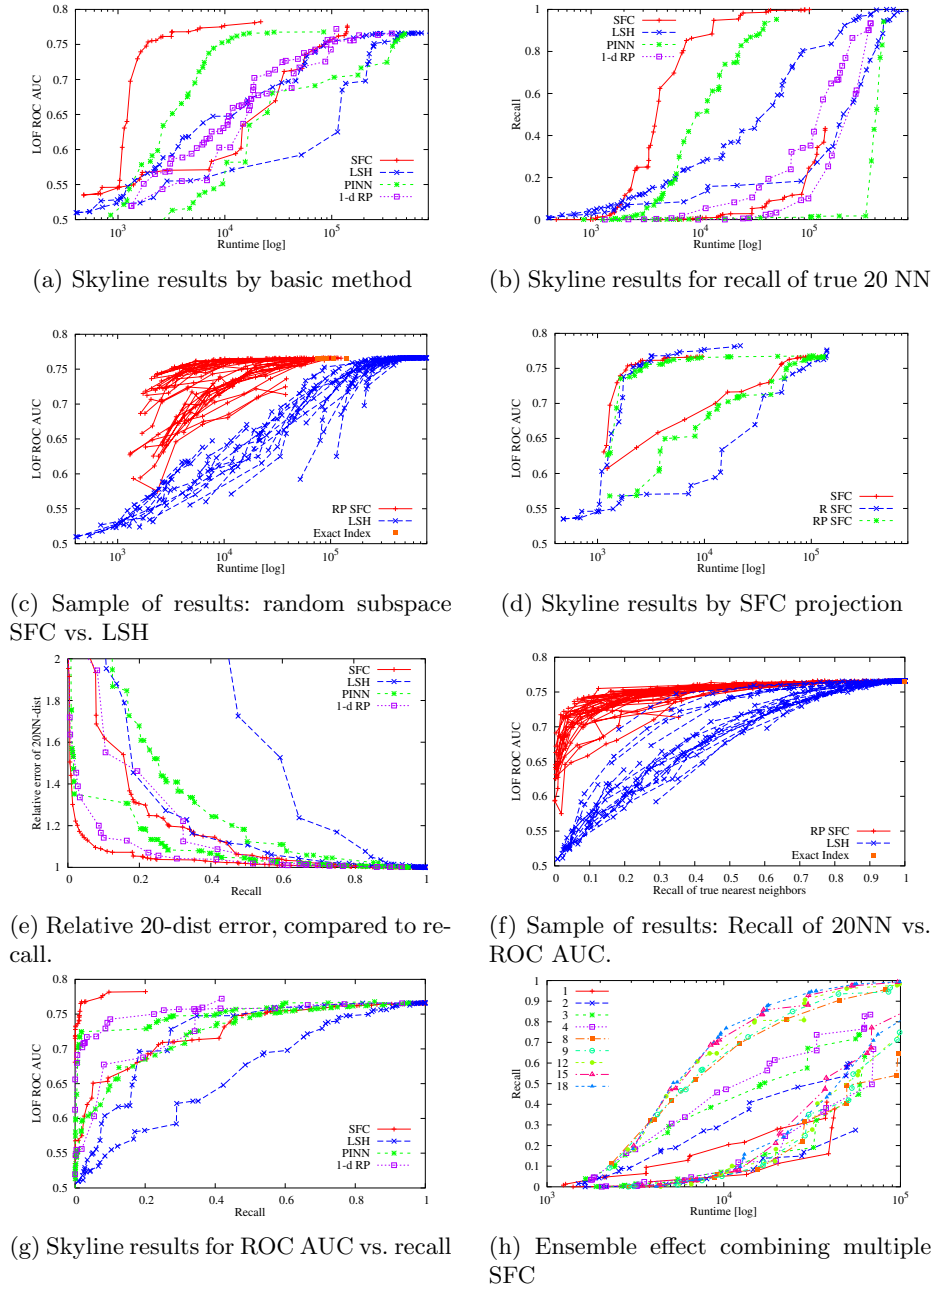 0.8
0.75
0.7
0.65
0.6
0.55
0.5
LOF ROC AUC
10^3
10^4
10^5
Runtime [log]
SFC
LSH
PINN
1-d RP
(a) Skyline results by basic method
1
0.8
0.6
0.4
0.2
0
Recall
10^3
10^4
10^5
Runtime [log]
SFC
LSH
PINN
1-d RP
(b) Skyline results for recall of true 20 NN
0.8
0.75
0.7
0.65
0.6
0.55
0.5
LOF ROC AUC
10^3
10^4
10^5
Runtime [log]
RP SFC
LSH
Exact Index
(c) Sample of results: random subspace
SFC vs. LSH
0.8
0.75
0.7
0.65
0.6
0.55
0.5
LOF ROC AUC
10^3
10^4
10^5
Runtime [log]
SFC
R SFC
RP SFC
(d) Skyline results by SFC projection
2
1.8
1.6
1.4
1.2
1
Relative error of 20NN-dist
0
0.2
0.4
0.6
0.8
1
Recall
SFC
LSH
PINN
1-d RP
(e) Relative 20-dist error, compared to re-
call.
0.8
0.75
0.7
0.65
0.6
0.55
0.5
LOF ROC AUC
0
0.1
0.2
0.3
0.4
0.5
0.6
0.7
0.8
0.9
1
Recall of true nearest neighbors
RP SFC
LSH
Exact Index
(f) Sample of results: Recall of 20NN vs.
ROC AUC.
0.8
0.75
0.7
0.65
0.6
0.55
0.5
LOF ROC AUC
0
0.2
0.4
0.6
0.8
1
Recall
SFC
LSH
PINN
1-d RP
(g) Skyline results for ROC AUC vs. recall
1
0.9
0.8
0.7
0.6
0.5
0.4
0.3
0.2
0.1
0
Recall
10^3
10^4
10^5
Runtime [log]
1
2
3
4
8
9
12
15
18
(h) Ensemble effect combining multiple
SFC